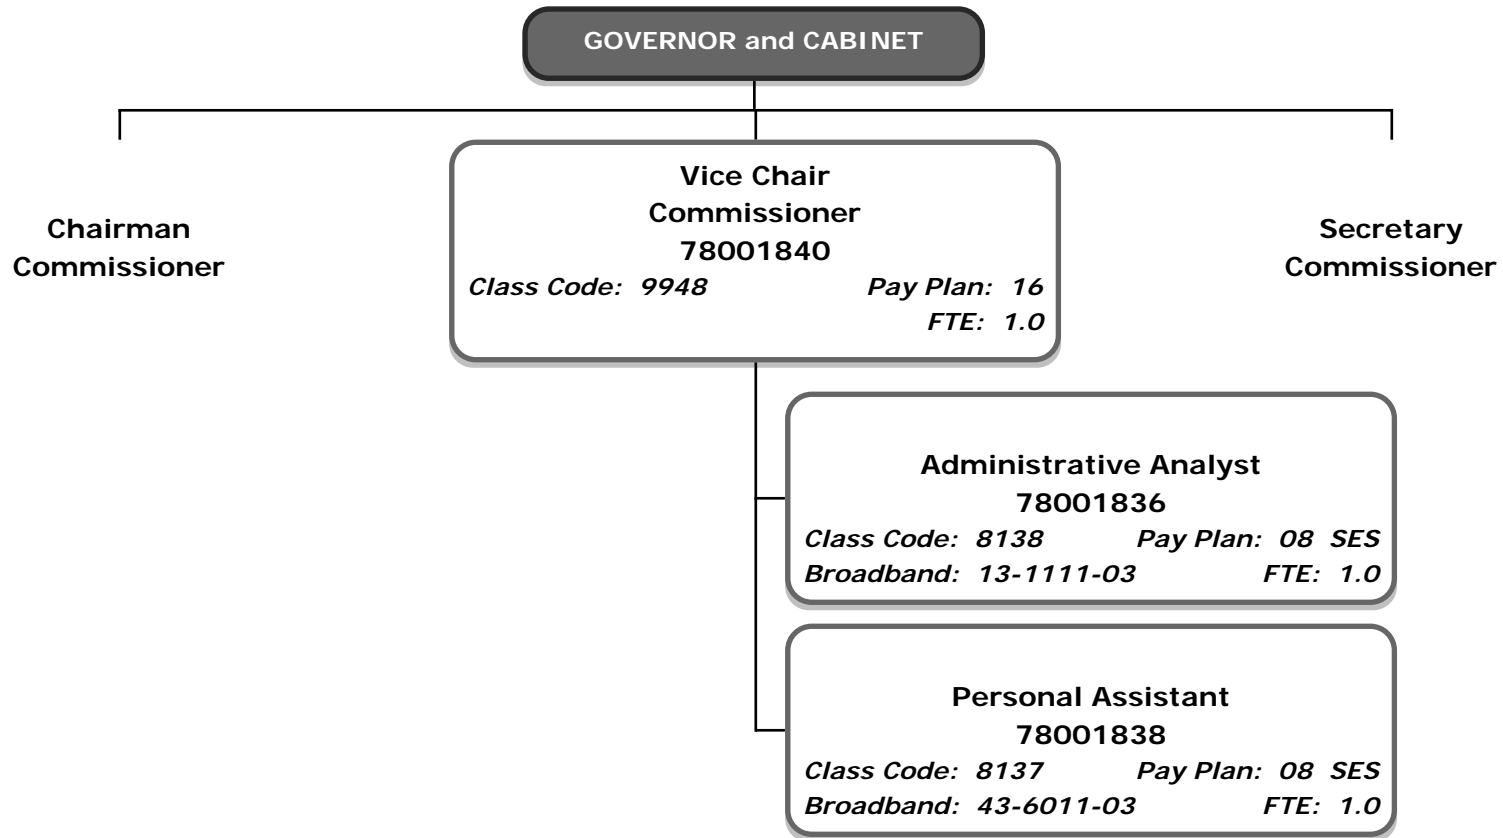 GOVERNOR and CABINET
Chairman
Commissioner
Vice Chair
Commissioner
78001840
Class Code: 9948 Pay Plan: 16
FTE: 1.0
Secretary
Commissioner
Administrative Analyst
78001836
Class Code: 8138 Pay Plan: 08 SES
Broadband: 13-1111-03 FTE: 1.0
Personal Assistant
78001838
Class Code: 8137 Pay Plan: 08 SES
Broadband: 43-6011-03 FTE: 1.0